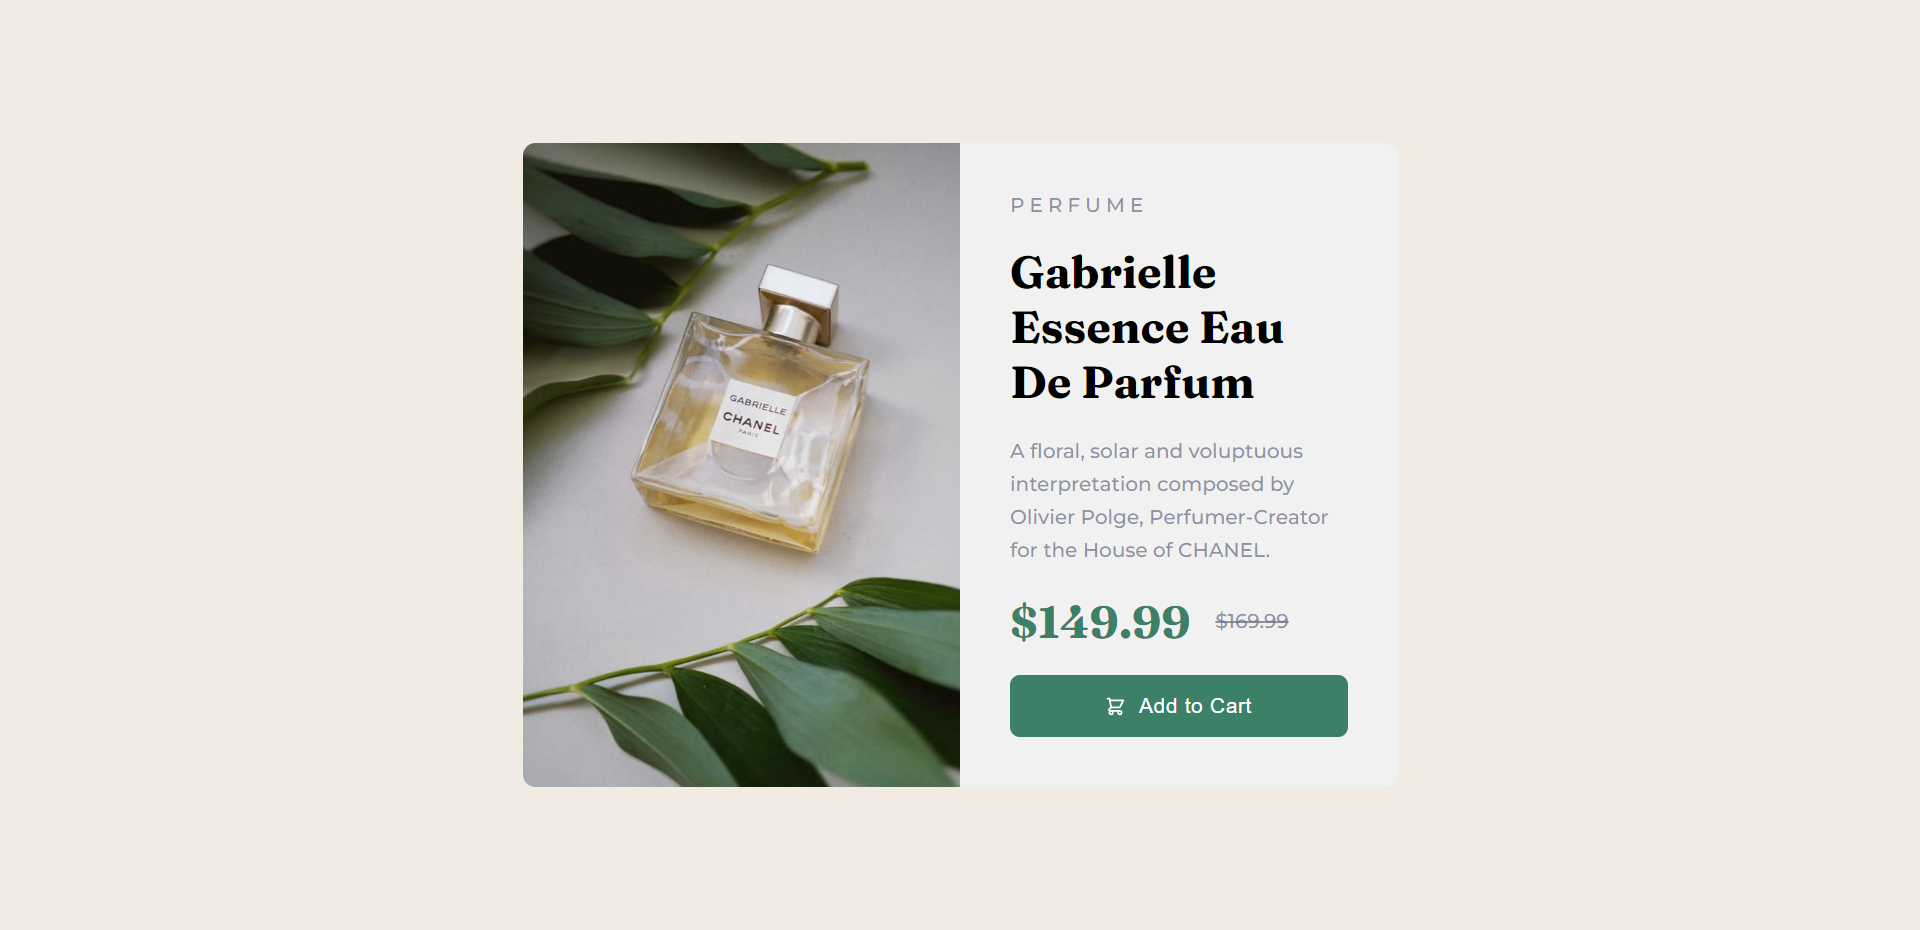 GABRIELLE
CHANEL
PARIS
PERFUME
Gabrielle
Essence Eau
De Parfum
A floral, solar and voluptuous
interpretation composed by
Olivier Polge, Perfumer-Creator
for the House of CHANEL.
$149.99 $169.99
Add to Cart